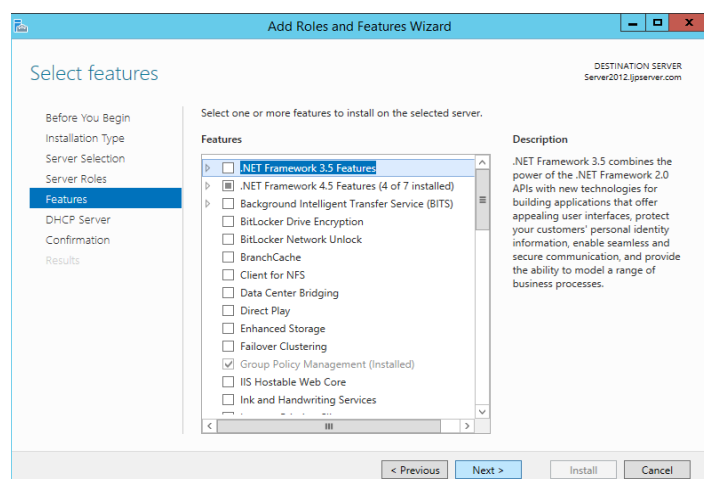 Add Roles and Features Wizard
Select features
DESTINATION SERVER
Server2012.ljpserver.com
Before You Begin
Installation Type
Server Selection
Server Roles
Features
DHCP Server
Confirmation
Results
Select one or more features to install on the selected server.
Features
.NET Framework 3.5 Features
.NET Framework 4.5 Features (4 of 7 installed)
Background Intelligent Transfer Service (BITS)
BitLocker Drive Encryption
BitLocker Network Unlock
BranchCache
Client for NFS
Data Center Bridging
Direct Play
Enhanced Storage
Failover Clustering
Group Policy Management (Installed)
IIS Hostable Web Core
Ink and Handwriting Services
Description
.NET Framework 3.5 combines the
power of the .NET Framework 2.0
APIs with new technologies for
building applications that offer
appealing user interfaces, protect
your customers' personal identity
information, enable seamless and
secure communication, and provide
the ability to model a range of
business processes.
< Previous
Next >
Install
Cancel